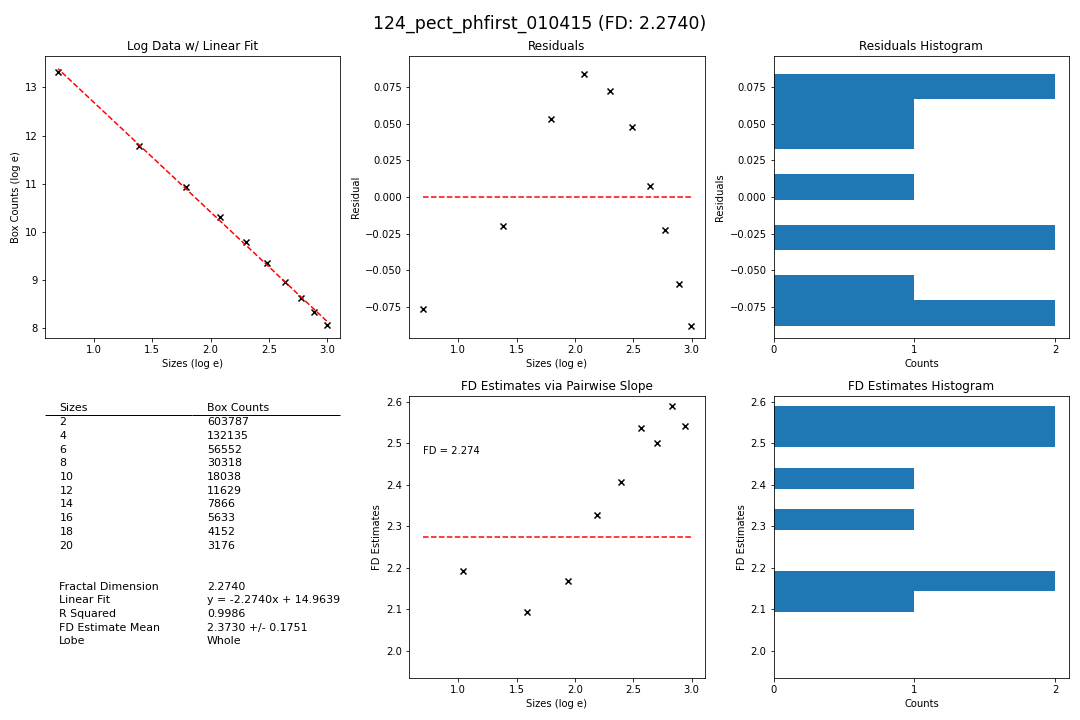 124_pect_phfirst_010415 (FD: 2.2740)
Log Data w/ Linear Fit
Box Counts (log e)
13
12
11
10
9
8
1.0 1.5 2.0 2.5 3.0
Sizes (log e)
Residuals
Residual
0.075
0.050
0.025
0.000
−0.025
−0.050
−0.075
1.0 1.5 2.0 2.5 3.0
Sizes (log e)
Residuals Histogram
Residuals
0.075
0.050
0.025
0.000
−0.025
−0.050
−0.075
0 1 2
Counts
Sizes Box Counts
2 603787
4 132135
6 56552
8 30318
10 18038
12 11629
14 7866
16 5633
18 4152
20 3176
Fractal Dimension 2.2740
Linear Fit y = -2.2740x + 14.9639
R Squared 0.9986
FD Estimate Mean 2.3730 +/- 0.1751
Lobe Whole
FD Estimates via Pairwise Slope
FD Estimates
2.6
2.5
2.4
2.3
2.2
2.1
2.0
FD = 2.274
1.0 1.5 2.0 2.5 3.0
Sizes (log e)
FD Estimates Histogram
FD Estimates
2.6
2.5
2.4
2.3
2.2
2.1
2.0
0 1 2
Counts